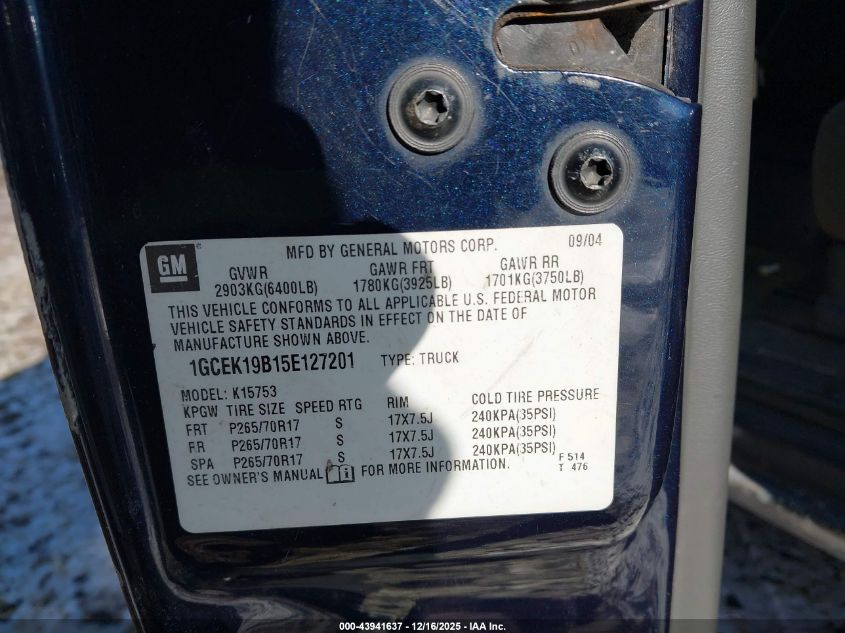 0 1
GM
MFD BY GENERAL MOTORS CORP. 09/04
GVWR GAWR FRT GAWR RR
2903KG(6400LB) 1780KG(3925LB) 1701KG(3750LB)
THIS VEHICLE CONFORMS TO ALL APPLICABLE U.S. FEDERAL MOTOR
VEHICLE SAFETY STANDARDS IN EFFECT ON THE DATE OF
MANUFACTURE SHOWN ABOVE.
1GCEK19B15E127201 TYPE: TRUCK
MODEL: K15753
KPGW TIRE SIZE SPEED RTG RIM COLD TIRE PRESSURE
FRT P265/70R17 S 17X7.5J 240KPA(35PSI)
RR P265/70R17 S 17X7.5J 240KPA(35PSI)
SPA P265/70R17 S 17X7.5J 240KPA(35PSI)
SEE OWNER'S MANUAL FOR MORE INFORMATION.
F 514
T 476
000-43941637 - 12/16/2025 - IAA Inc.